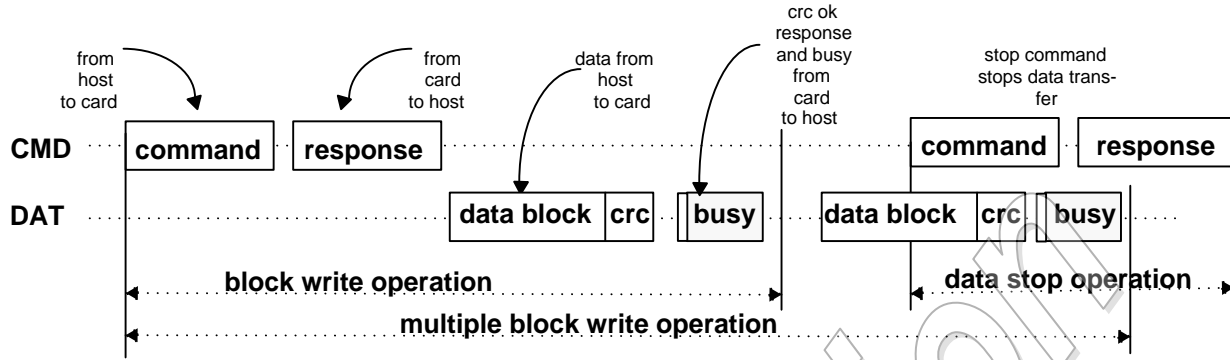 from
host
to card
from
card
to host
data from
host
to card
crc ok
response
and busy
from
card
to host
stop command
stops data trans-
fer
CMD command response command response
DAT data block crc busy data block crc busy
block write operation data stop operation
multiple block write operation